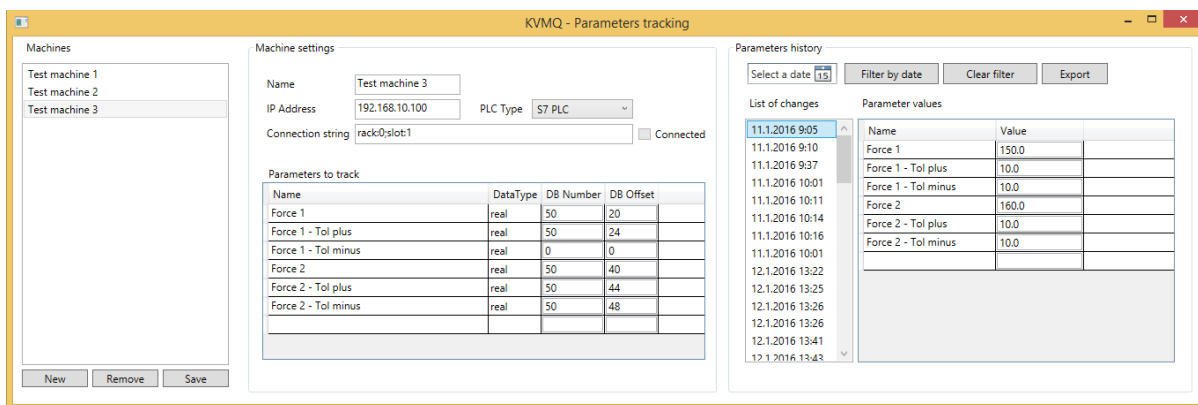 KVMQ - Parameters tracking
Machines
Test machine 1
Test machine 2
Test machine 3
New Remove Save
Machine settings
Name Test machine 3
IP Address 192.168.10.100 PLC Type S7 PLC
Connection string rack:0;slot:1 Connected
Parameters to track
Name DataType DB Number DB Offset
Force 1 real 50 20
Force 1 - Tol plus real 50 24
Force 1 - Tol minus real 0 0
Force 2 real 50 40
Force 2 - Tol plus real 50 44
Force 2 - Tol minus real 50 48
Parameters history
Select a date 15 Filter by date Clear filter Export
List of changes
11.1.2016 9:05
11.1.2016 9:10
11.1.2016 9:37
11.1.2016 10:01
11.1.2016 10:11
11.1.2016 10:14
11.1.2016 10:16
11.1.2016 10:01
12.1.2016 13:22
12.1.2016 13:25
12.1.2016 13:26
12.1.2016 13:26
12.1.2016 13:41
12.1.2016 13:43
Parameter values
Name Value
Force 1 150.0
Force 1 - Tol plus 10.0
Force 1 - Tol minus 10.0
Force 2 160.0
Force 2 - Tol plus 10.0
Force 2 - Tol minus 10.0